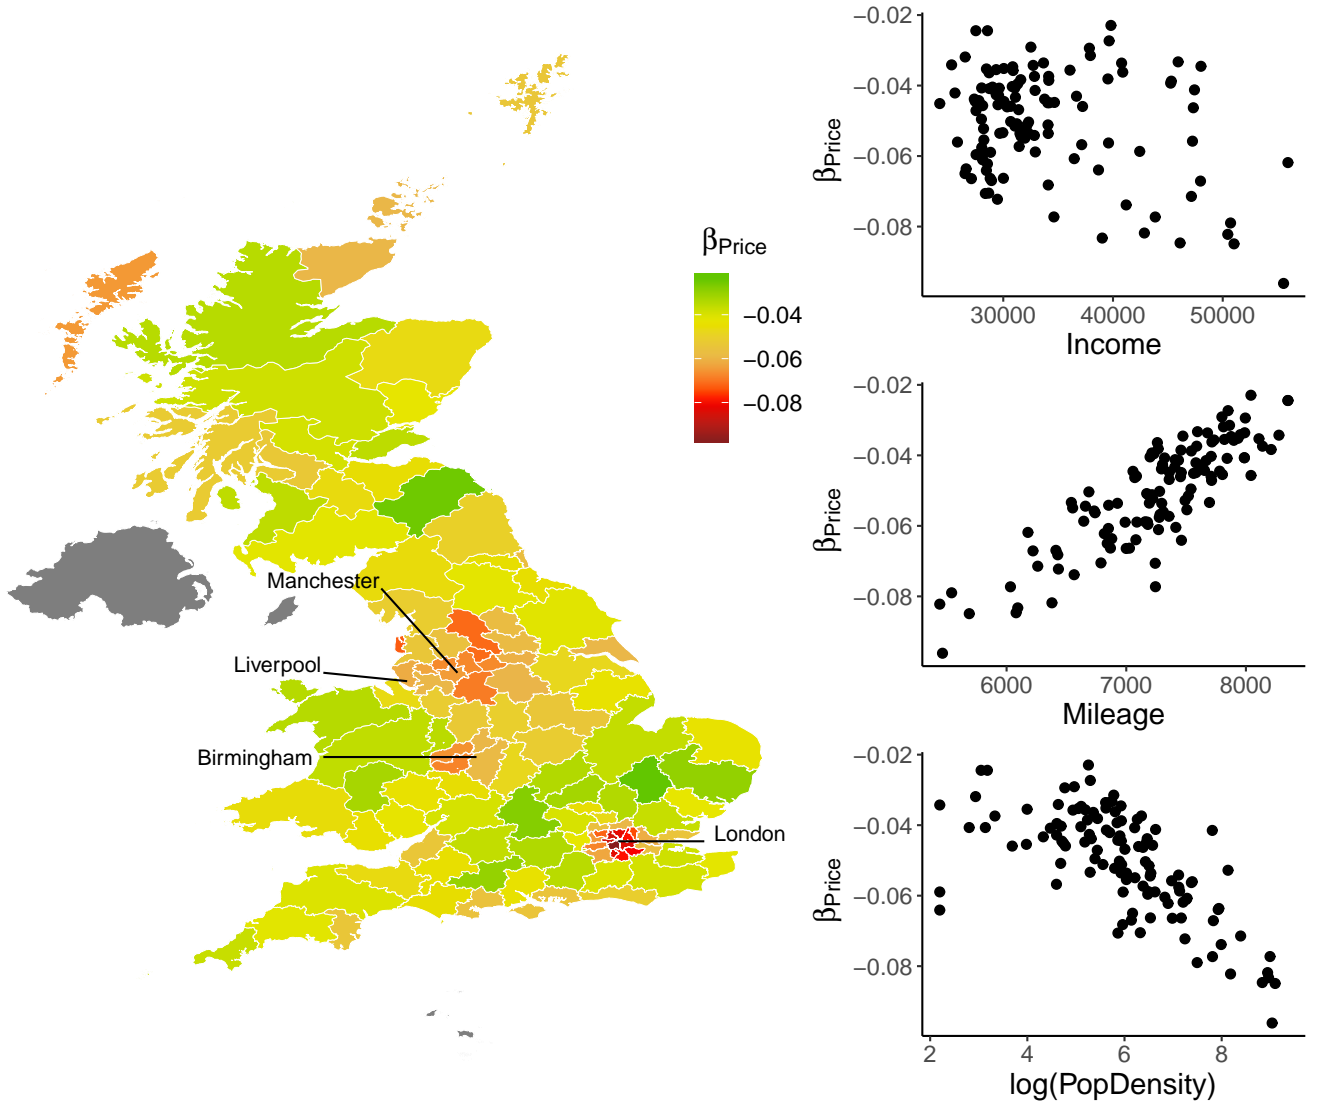 Manchester
Liverpool
Birmingham
London
βPrice
−0.04
−0.06
−0.08
−0.02
−0.04
−0.06
−0.08
βPrice
30000 40000 50000
Income
−0.02
−0.04
−0.06
−0.08
βPrice
6000 7000 8000
Mileage
−0.02
−0.04
−0.06
−0.08
βPrice
2 4 6 8
log(PopDensity)